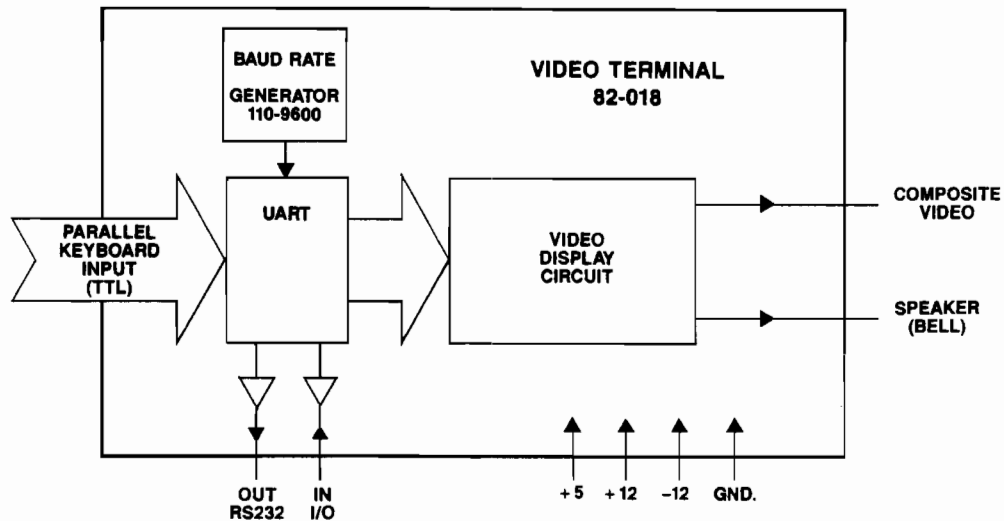 BAUD RATE
GENERATOR
110-9600
VIDEO TERMINAL
82-018
UART
PARALLEL
KEYBOARD
INPUT
(TTL)
VIDEO
DISPLAY
CIRCUIT
COMPOSITE
VIDEO
SPEAKER
(BELL)
OUT
RS232
IN
I/O
+5
+12
-12
GND.